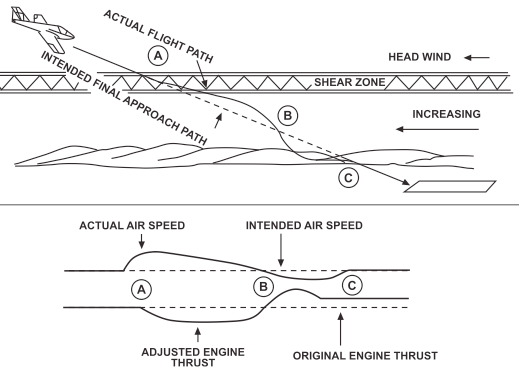 ACTUAL FLIGHT PATH
A
HEAD WIND
INTENDED FINAL APPROACH PATH
SHEAR ZONE
B
INCREASING
C
ACTUAL AIR SPEED
INTENDED AIR SPEED
A
B
C
ADJUSTED ENGINE
THRUST
ORIGINAL ENGINE THRUST